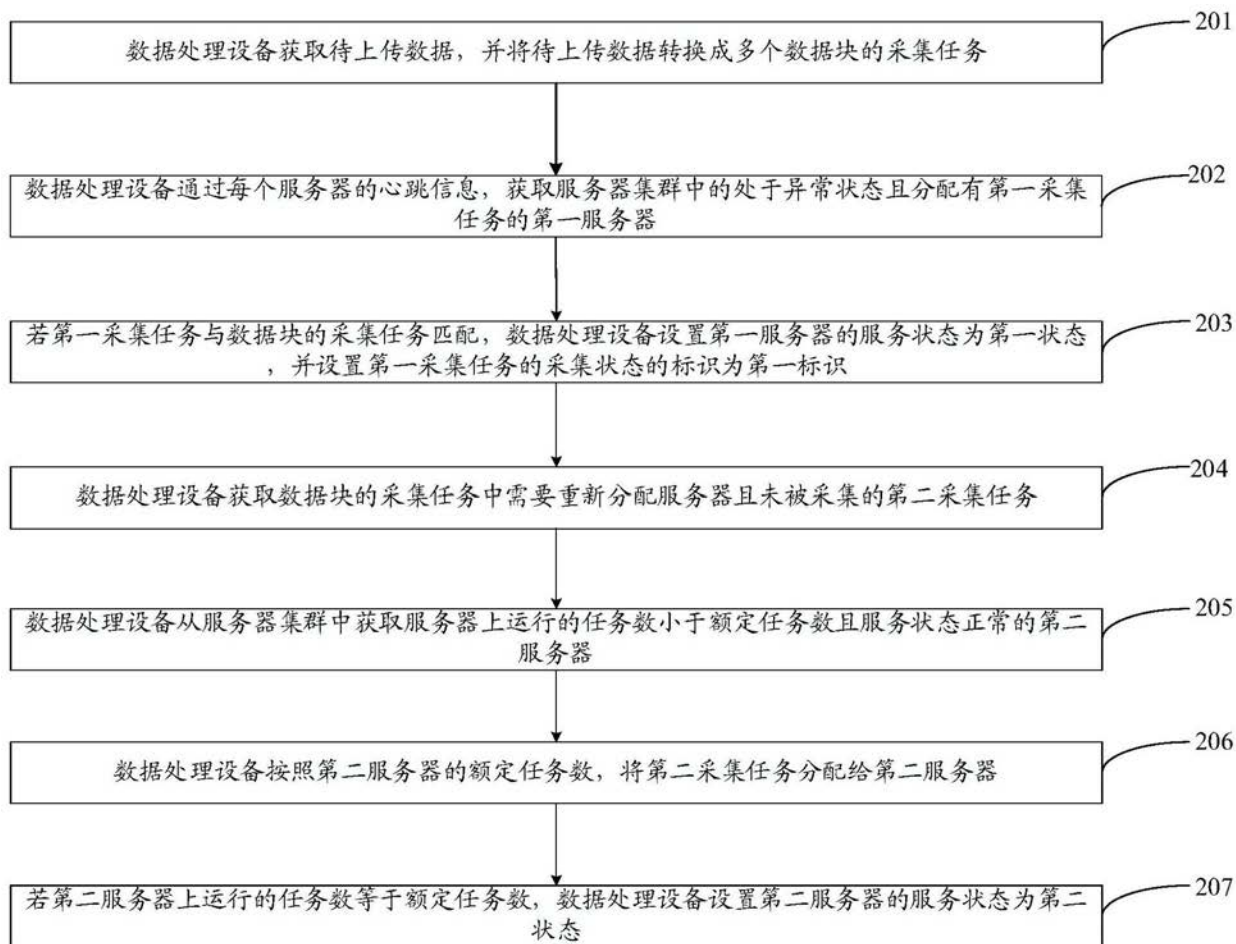 201
数据处理设备获取待上传数据，并将待上传数据转换成多个数据块的采集任务
202
数据处理设备通过每个服务器的心跳信息，获取服务器集群中的处于异常状态且分配有第一采集
任务的第一服务器
203
若第一采集任务与数据块的采集任务匹配，数据处理设备设置第一服务器的服务状态为第一状态
，并设置第一采集任务的采集状态的标识为第一标识
204
数据处理设备获取数据块的采集任务中需要重新分配服务器且未被采集的第二采集任务
205
数据处理设备从服务器集群中获取服务器上运行的任务数小于额定任务数且服务状态正常的第二
服务器
206
数据处理设备按照第二服务器的额定任务数，将第二采集任务分配给第二服务器
207
若第二服务器上运行的任务数等于额定任务数，数据处理设备设置第二服务器的服务状态为第二
状态